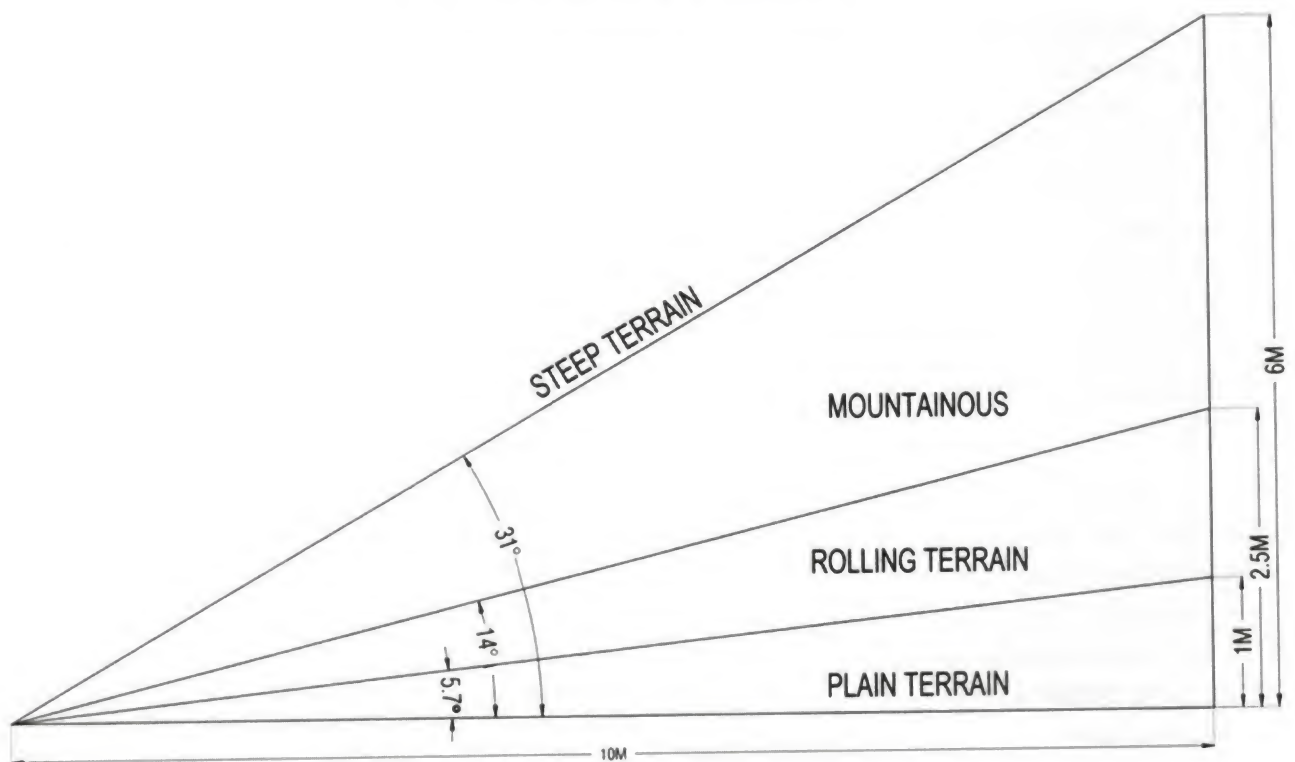 STEEP TERRAIN
6M
MOUNTAINOUS
31°
2.5M
ROLLING TERRAIN
14°
1M
5.7°
PLAIN TERRAIN
10M